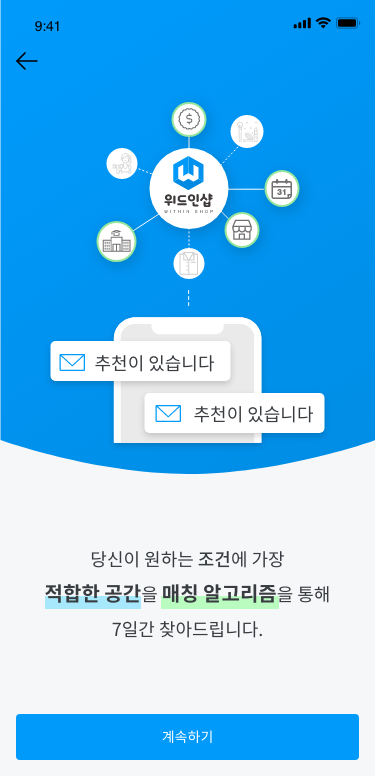 9:41
31
위드인샵
WITHIN SHOP
추천이 있습니다
추천이 있습니다
당신이 원하는 조건에 가장
적합한 공간을 매칭 알고리즘을 통해
7일간 찾아드립니다.
계속하기